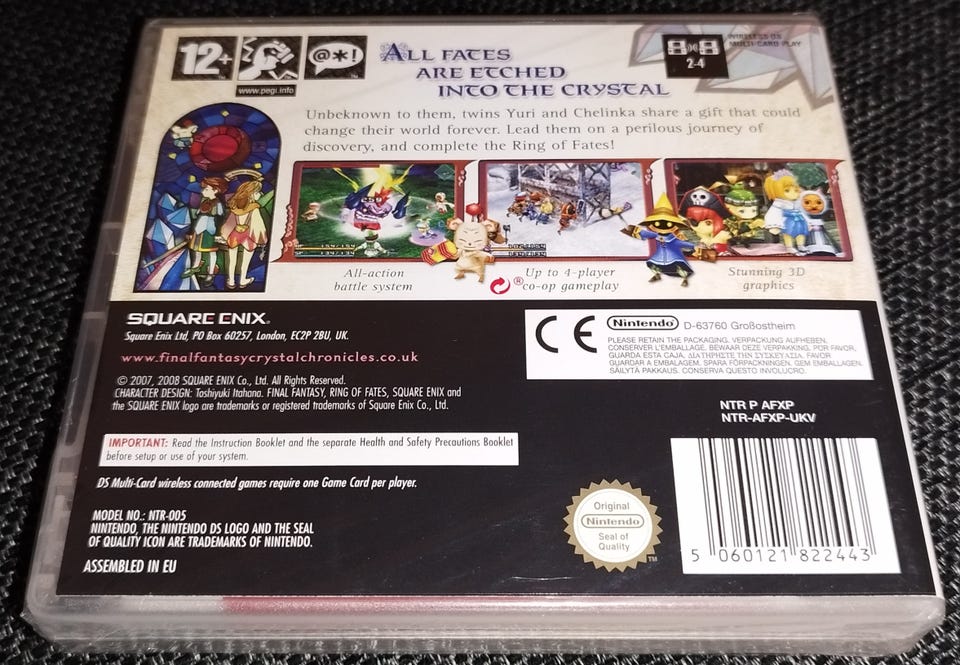 12+
www.pegi.info
@*!
ALL FATES
ARE ETCHED
INTO THE CRYSTAL
2-4
WIRELESS DS
MULTI-CARD PLAY
Unbeknown to them, twins Yuri and Chelinka share a gift that could
change their world forever. Lead them on a perilous journey of
discovery, and complete the Ring of Fates!
All-action
battle system
Up to 4-player
co-op gameplay
Stunning 3D
graphics
SQUARE ENIX
Square Enix Ltd, PO Box 60257, London, EC2P 2BU, UK.
www.finalfantasycrystalchronicles.co.uk
© 2007, 2008 SQUARE ENIX Co., Ltd. All Rights Reserved.
CHARACTER DESIGN: Toshiyuki Itahana. FINAL FANTASY, RING OF FATES, SQUARE ENIX and
the SQUARE ENIX logo are trademarks or registered trademarks of Square Enix Co., Ltd.
IMPORTANT: Read the Instruction Booklet and the separate Health and Safety Precautions Booklet
before setup or use of your system.
DS Multi-Card wireless connected games require one Game Card per player.
MODEL NO.: NTR-005
NINTENDO, THE NINTENDO DS LOGO AND THE SEAL
OF QUALITY ICON ARE TRADEMARKS OF NINTENDO.
ASSEMBLED IN EU
CE
Nintendo D-63760 Großostheim
PLEASE RETAIN THE PACKAGING. VERPACKUNG AUFHEBEN.
CONSERVER L'EMBALLAGE. BEWAAR DEZE VERPAKKING. POR FAVOR,
GUARDA ESTA CAJA. ΔΙΑΤΗΡΗΣΤΕ ΤΗΝ ΣΥΣΚΕΥΑΣΙΑ. FAVOR
GUARDAR A EMBALAGEM. SPARA FÖRPACKNINGEN. GEM EMBALLAGEN.
SÄILYTÄ PAKKAUS. CONSERVA QUESTO INVOLUCRO.
NTR P AFXP
NTR-AFXP-UKV
Original
Nintendo
Seal of
Quality
TM
5 060121 822443